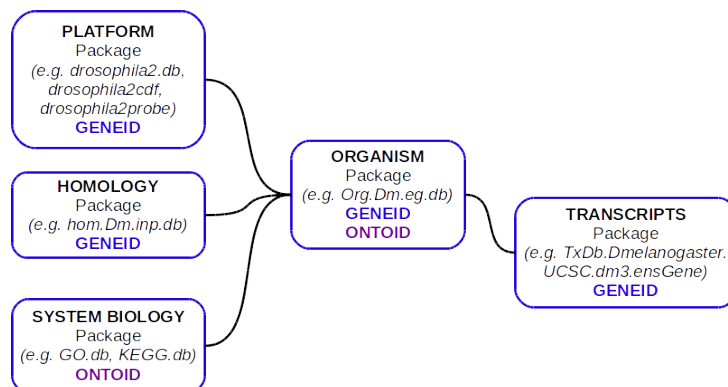 PLATFORM
Package
(e.g. drosophila2.db,
drosophila2cdf,
drosophila2probe)
GENEID
HOMOLOGY
Package
(e.g. hom.Dm.inp.db)
GENEID
SYSTEM BIOLOGY
Package
(e.g. GO.db, KEGG.db)
ONTOID
ORGANISM
Package
(e.g. Org.Dm.eg.db)
GENEID
ONTOID
TRANSCRIPTS
Package
(e.g. TxDb.Dmelanogaster.
UCSC.dm3.ensGene)
GENEID